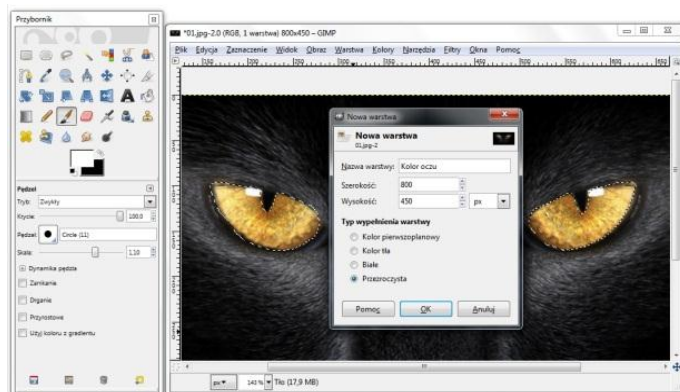 Przybornik
Pędzel
Tryb: Zwykły
Krycie: 100,0
Pędzel: Circle (11)
Skala: 1,10
Dynamika pędzla
Zanikanie
Drganie
Przyrostowe
Użyj koloru z gradientu
*01.jpg-2.0 (RGB, 1 warstwa) 800x450 – GIMP
Plik Edycja Zaznaczenie Widok Obraz Warstwa Kolory Narzędzia Filtry Okna Pomoc
Nowa warstwa
Nowa warstwa
01.jpg-2
Nazwa warstwy: Kolor oczu
Szerokość: 800
Wysokość: 450 px
Typ wypełnienia warstwy
Kolor pierwszoplanowy
Kolor tła
Białe
Przezroczysta
Pomoc OK Anuluj
px 143 % Tło (17,9 MB)